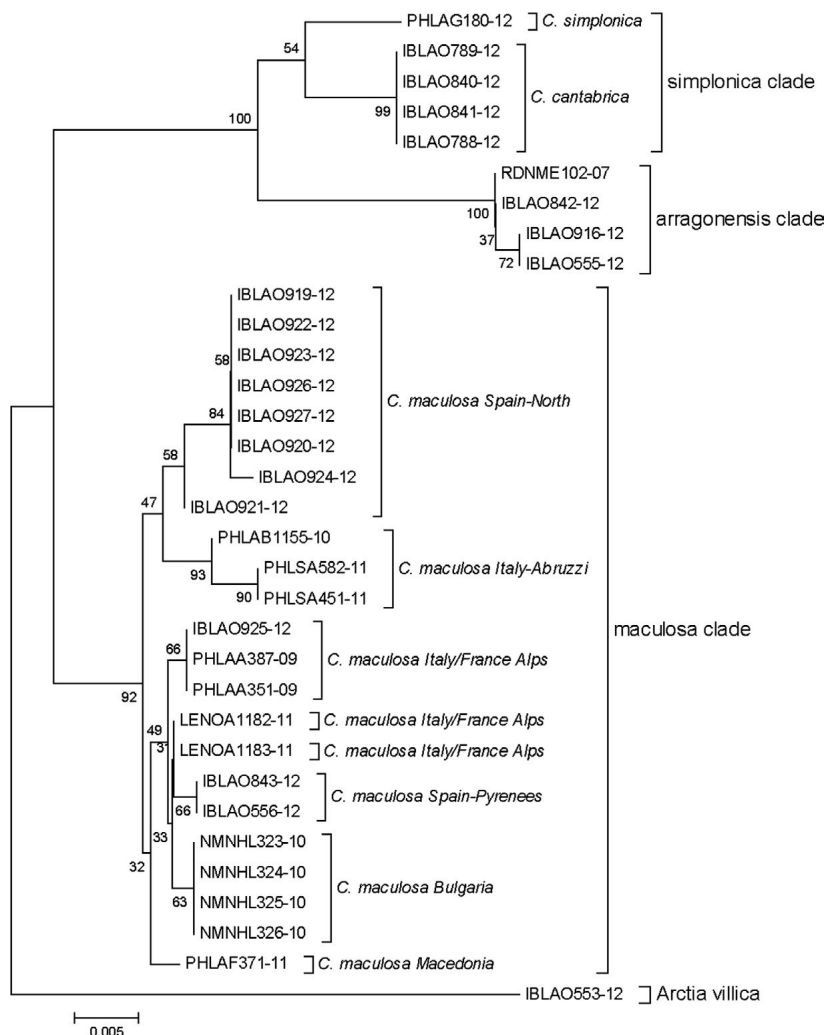 PHLAG180-12 C. simplonica
54
IBLAO789-12
IBLAO840-12
C. cantabrica
simplonica clade
IBLAO841-12
99
IBLAO788-12
100
RDNME102-07
IBLAO842-12
100
arragonensis clade
37
IBLAO916-12
72
IBLAO555-12
IBLAO919-12
IBLAO922-12
58
IBLAO923-12
IBLAO926-12
C. maculosa Spain-North
84
IBLAO927-12
IBLAO920-12
58
IBLAO924-12
47
IBLAO921-12
PHLAB1155-10
93
PHLSA582-11
C. maculosa Italy-Abruzzi
90
PHLSA451-11
maculosa clade
IBLAO925-12
66
PHLAA387-09
C. maculosa Italy/France Alps
PHLAA351-09
92
LENOA1182-11 C. maculosa Italy/France Alps
49
LENOA1183-11 C. maculosa Italy/France Alps
IBLAO843-12
C. maculosa Spain-Pyrenees
66
IBLAO556-12
33
NMNHL323-10
32
NMNHL324-10
C. maculosa Bulgaria
63
NMNHL325-10
NMNHL326-10
PHLAF371-11 C. maculosa Macedonia
IBLAO553-12 Arctia villica
0.005